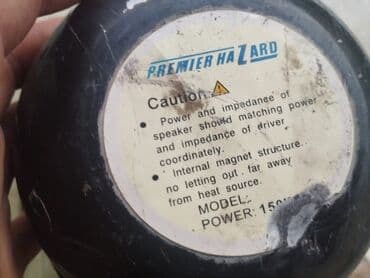 PREMIER HAZARD
Caution:
• Power and impedance of
speaker should matching power
and impedance of driver
coordinately.
• Internal magnet structure.
no letting out. far away
from heat source.
MODEL:
POWER: 150